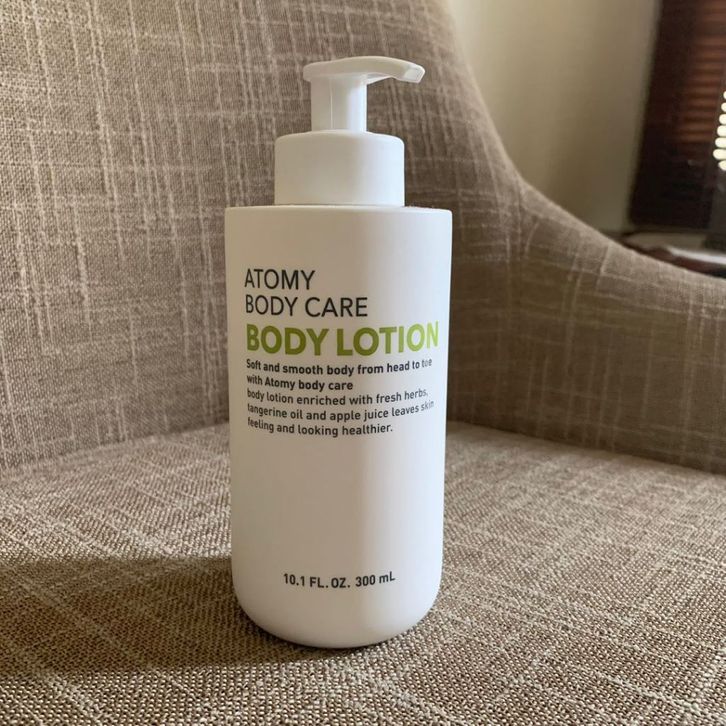 ATOMY
BODY CARE
BODY LOTION
Soft and smooth body from head to toe
with Atomy body care
body lotion enriched with fresh herbs,
tangerine oil and apple juice leaves skin
feeling and looking healthier.
10.1 FL. OZ. 300 mL